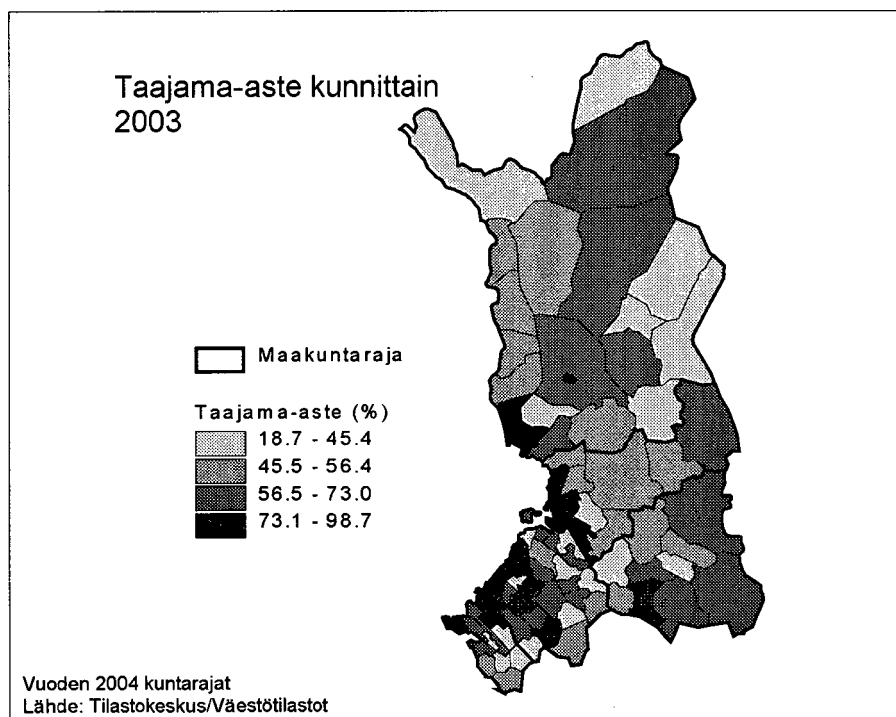 Taajama-aste kunnittain
2003
Maakuntaraja
Taajama-aste (%)
18.7 - 45.4
45.5 - 56.4
56.5 - 73.0
73.1 - 98.7
Vuoden 2004 kuntarajat
Lähde: Tilastokeskus/Väestötilastot